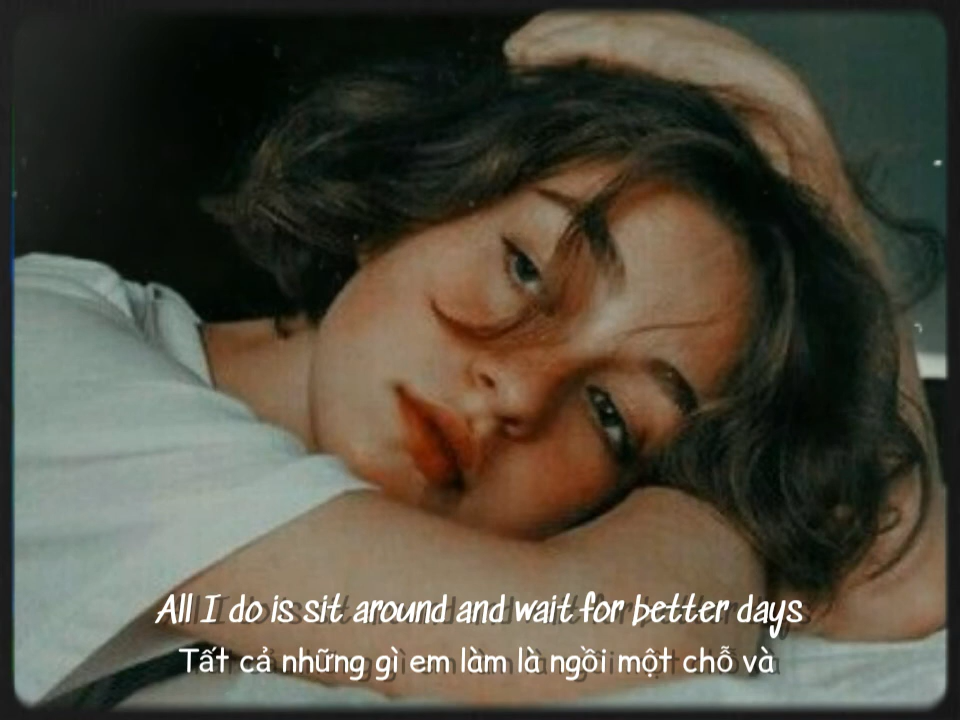 All I do is sit around and wait for better days
Tất cả những gì em làm là ngồi một chỗ và